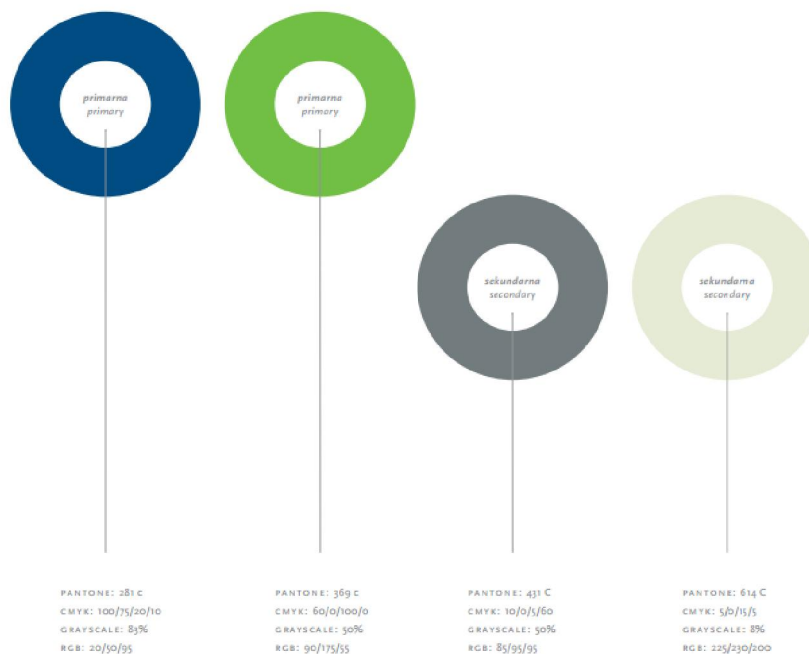 primarna
primary
primarna
primary
sekundarna
secondary
sekundarna
secondary
PANTONE: 281 C
CMYK: 100/75/20/10
GRAYSCALE: 83%
RGB: 20/50/95
PANTONE: 369 C
CMYK: 60/0/100/0
GRAYSCALE: 50%
RGB: 90/175/55
PANTONE: 431 C
CMYK: 10/0/5/60
GRAYSCALE: 50%
RGB: 85/95/95
PANTONE: 614 C
CMYK: 5/0/15/5
GRAYSCALE: 8%
RGB: 225/230/200